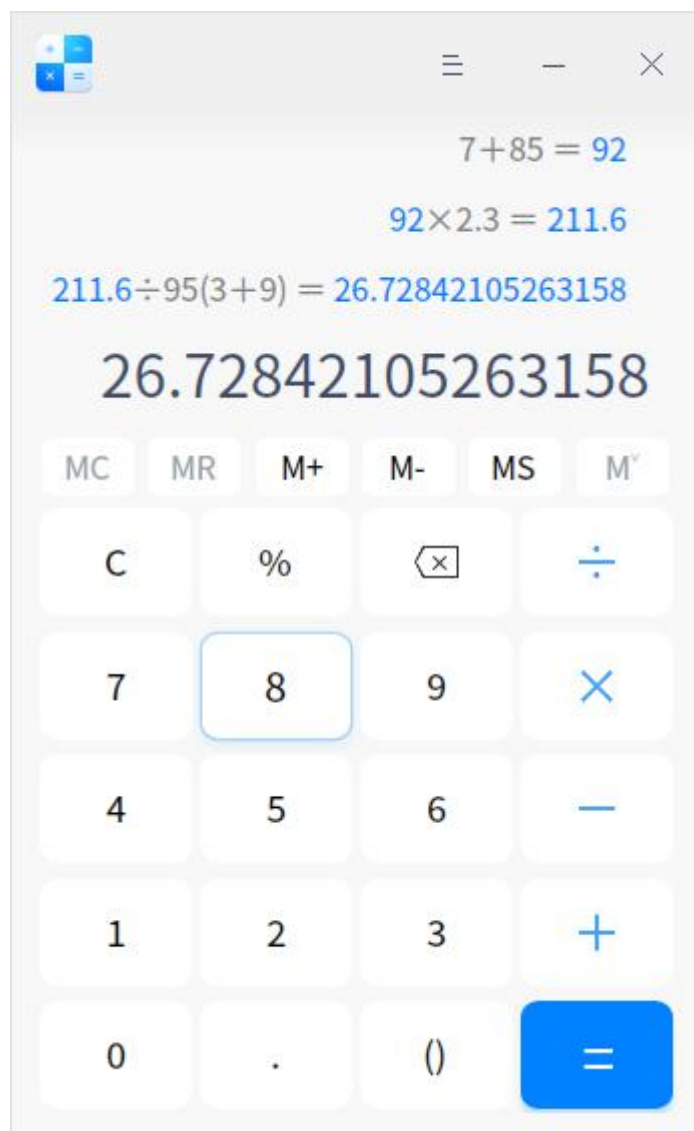 7+85 = 92
92×2.3 = 211.6
211.6÷95(3+9) = 26.72842105263158
26.72842105263158
MC MR M+ M- MS M˅
C % ÷
7 8 9 ×
4 5 6 −
1 2 3 +
0 . () =